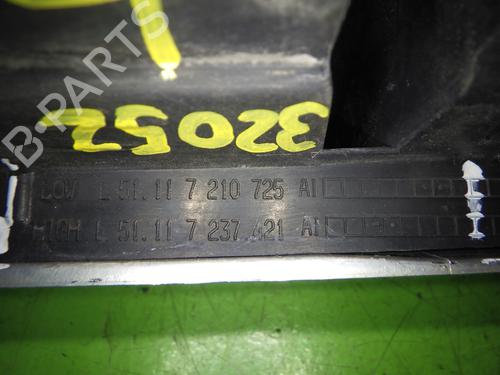 B-PARTS
32052
LOW L 51.11 7 210 725 AI
HIGH L 51.11 7 237 421 AI